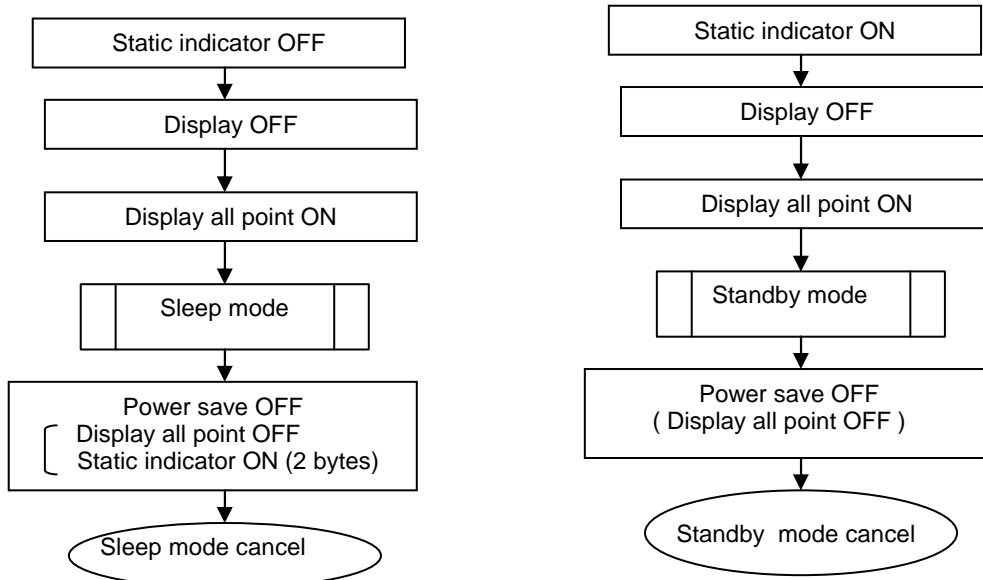 Static indicator OFF
Display OFF
Display all point ON
Sleep mode
Power save OFF
Display all point OFF
Static indicator ON (2 bytes)
Sleep mode cancel
Static indicator ON
Display OFF
Display all point ON
Standby mode
Power save OFF
( Display all point OFF )
Standby mode cancel